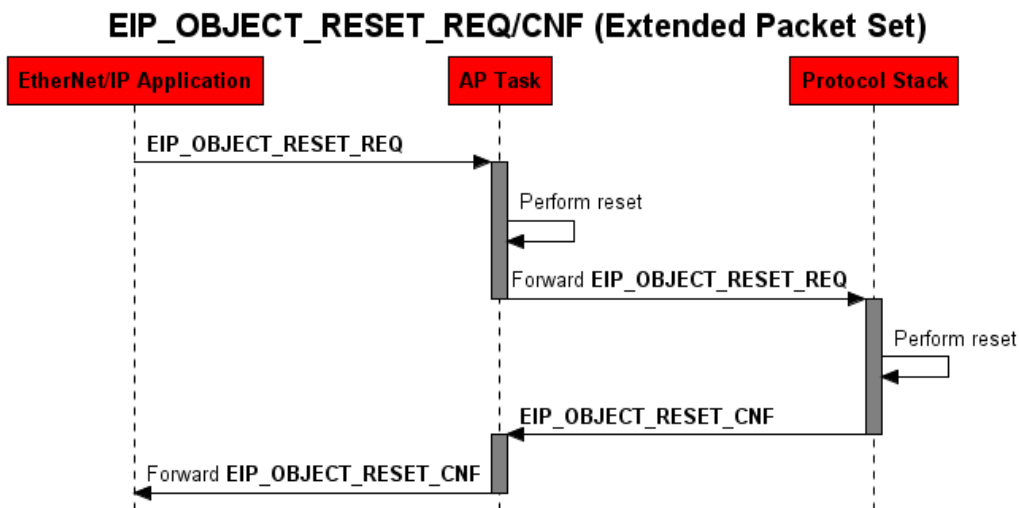 EIP_OBJECT_RESET_REQ/CNF (Extended Packet Set)
EtherNet/IP Application
AP Task
Protocol Stack
EIP_OBJECT_RESET_REQ
Perform reset
Forward EIP_OBJECT_RESET_REQ
Perform reset
EIP_OBJECT_RESET_CNF
Forward EIP_OBJECT_RESET_CNF